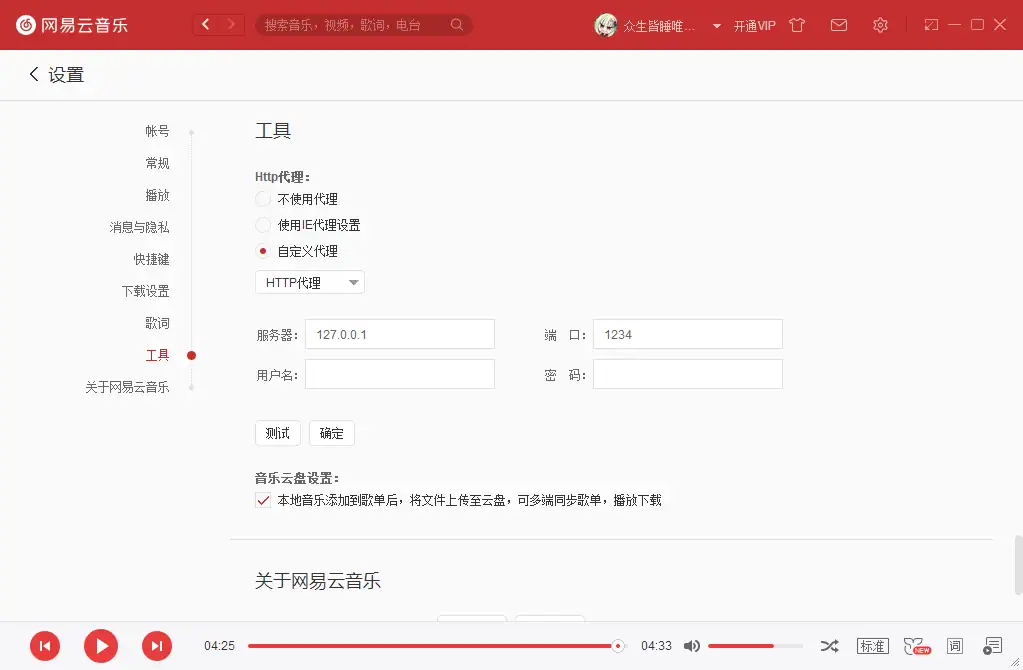 网易云音乐
搜索音乐，视频，歌词，电台
众生皆睡唯...
开通VIP
设置
帐号
常规
播放
消息与隐私
快捷键
下载设置
歌词
工具
关于网易云音乐
工具
Http代理：
不使用代理
使用IE代理设置
自定义代理
HTTP代理
服务器： 127.0.0.1 端 口： 1234
用户名： 密 码：
测试 确定
音乐云盘设置：
本地音乐添加到歌单后，将文件上传至云盘，可多端同步歌单，播放下载
关于网易云音乐
04:25 04:33 标准 NEW 词